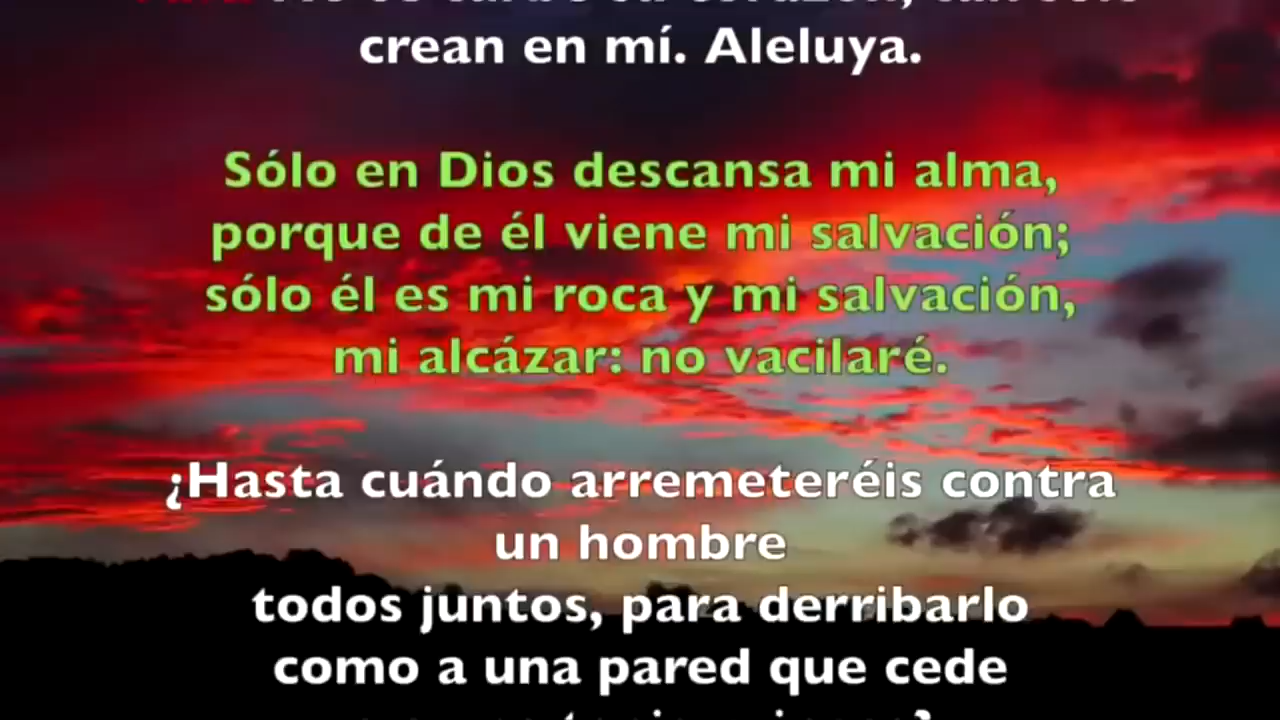 crean en mí. Aleluya.
Sólo en Dios descansa mi alma,
porque de él viene mi salvación;
sólo él es mi roca y mi salvación,
mi alcázar: no vacilaré.
¿Hasta cuándo arremeteréis contra
un hombre
todos juntos, para derribarlo
como a una pared que cede